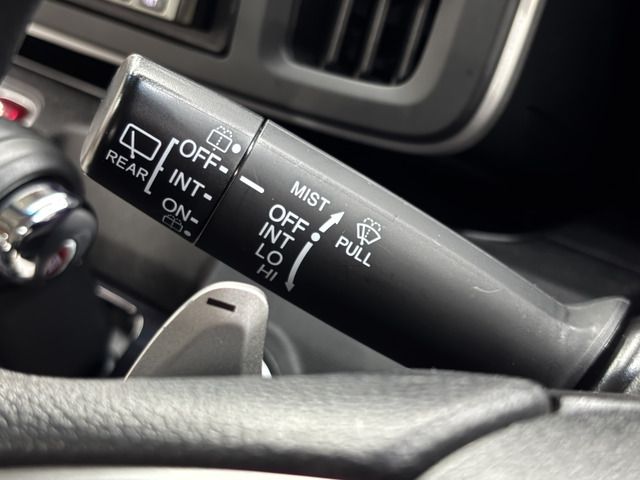 REAR
OFF
INT
ON
MIST
OFF
INT
LO
HI
PULL